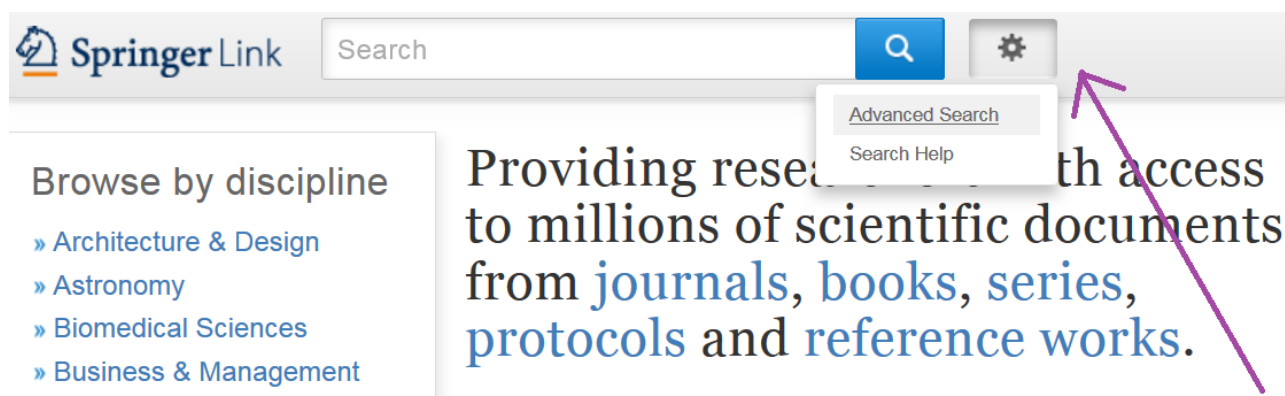 Springer Link
Search
Advanced Search
Search Help
Browse by discipline
» Architecture & Design
» Astronomy
» Biomedical Sciences
» Business & Management
Providing th access
to millions of scientific documents
from journals, books, series,
protocols and reference works.